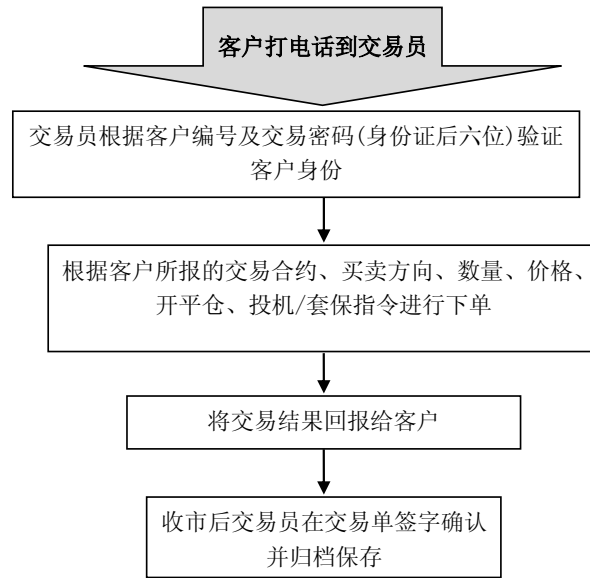 客户打电话到交易员
交易员根据客户编号及交易密码(身份证后六位)验证
客户身份
根据客户所报的交易合约、买卖方向、数量、价格、
开平仓、投机/套保指令进行下单
将交易结果回报给客户
收市后交易员在交易单签字确认
并归档保存